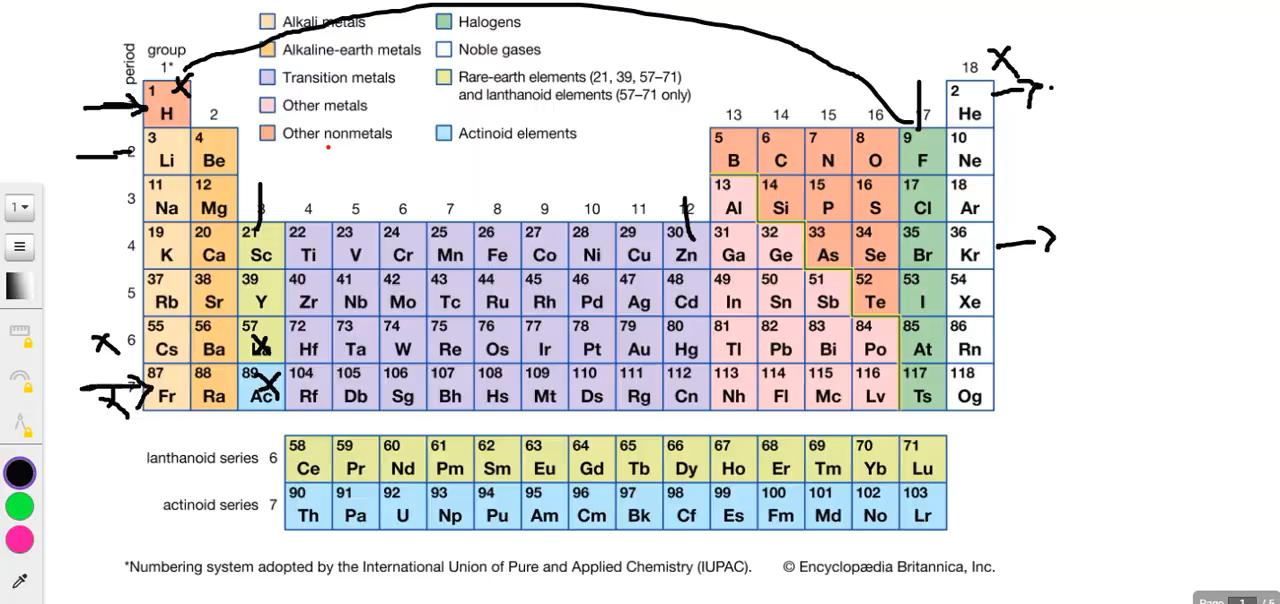 Alkali metals Halogens
group Alkaline-earth metals Noble gases
period 1* Transition metals Rare-earth elements (21, 39, 57–71) 18
and lanthanoid elements (57–71 only)
1 2
Other metals
H 2 13 14 15 16 17 He
Other nonmetals Actinoid elements
3 4 5 6 7 8 9 10
2 Li Be B C N O F Ne
11 12 13 14 15 16 17 18
3 Na Mg 3 4 5 6 7 8 9 10 11 12 Al Si P S Cl Ar
19 20 21 22 23 24 25 26 27 28 29 30 31 32 33 34 35 36
4 K Ca Sc Ti V Cr Mn Fe Co Ni Cu Zn Ga Ge As Se Br Kr
37 38 39 40 41 42 43 44 45 46 47 48 49 50 51 52 53 54
5 Rb Sr Y Zr Nb Mo Tc Ru Rh Pd Ag Cd In Sn Sb Te I Xe
55 56 57 72 73 74 75 76 77 78 79 80 81 82 83 84 85 86
6 Cs Ba La Hf Ta W Re Os Ir Pt Au Hg Tl Pb Bi Po At Rn
87 88 89 104 105 106 107 108 109 110 111 112 113 114 115 116 117 118
7 Fr Ra Ac Rf Db Sg Bh Hs Mt Ds Rg Cn Nh Fl Mc Lv Ts Og
58 59 60 61 62 63 64 65 66 67 68 69 70 71
lanthanoid series 6 Ce Pr Nd Pm Sm Eu Gd Tb Dy Ho Er Tm Yb Lu
90 91 92 93 94 95 96 97 98 99 100 101 102 103
actinoid series 7 Th Pa U Np Pu Am Cm Bk Cf Es Fm Md No Lr
*Numbering system adopted by the International Union of Pure and Applied Chemistry (IUPAC). © Encyclopædia Britannica, Inc.
1
Page 1 / 5